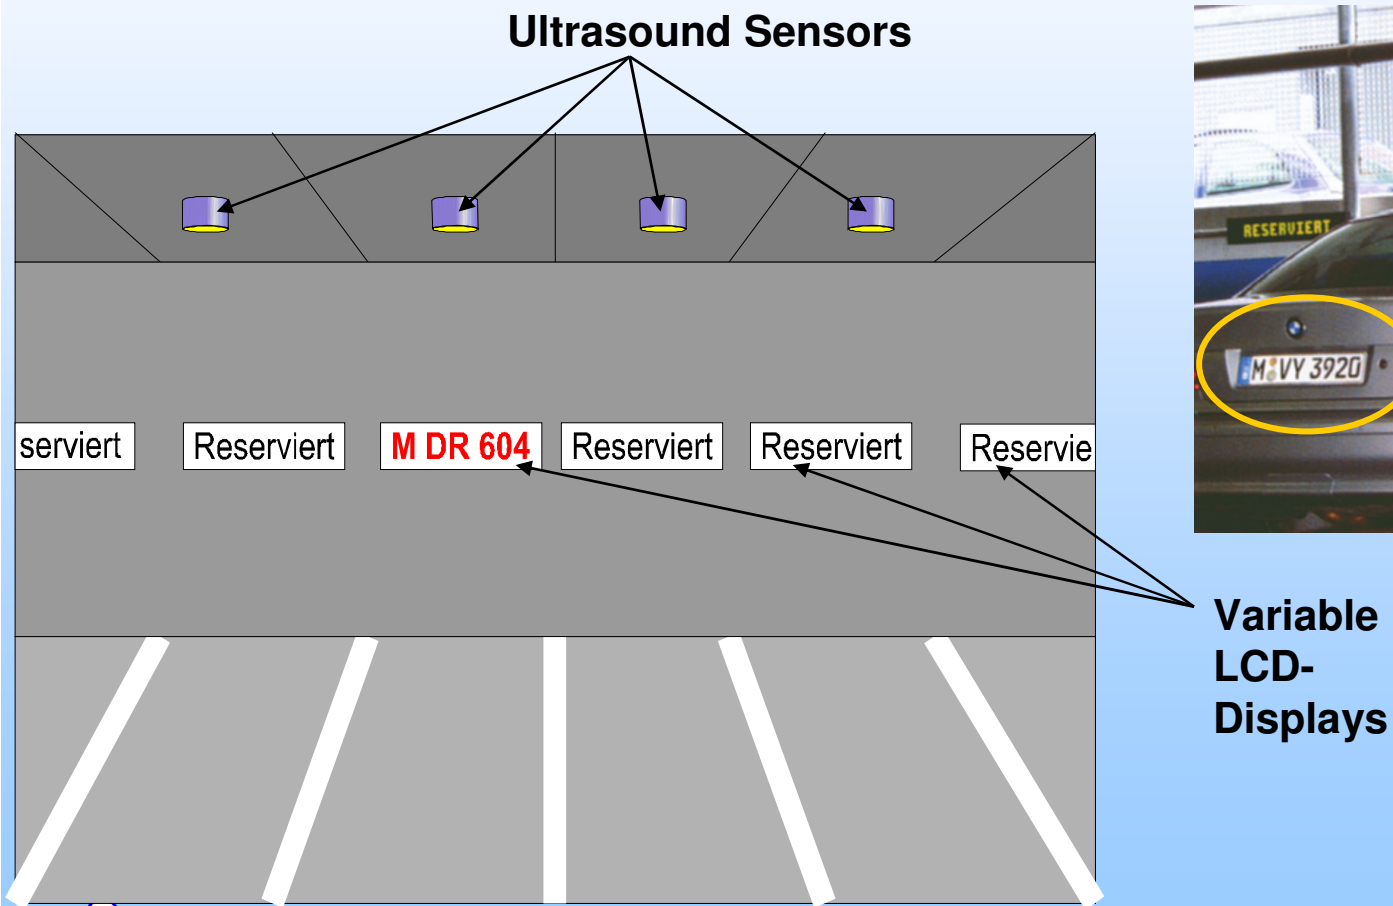 Ultrasound Sensors
RESERVIERT
M VY 3920
serviert
Reserviert
M DR 604
Reserviert
Reserviert
Reservie
Variable
LCD-
Displays